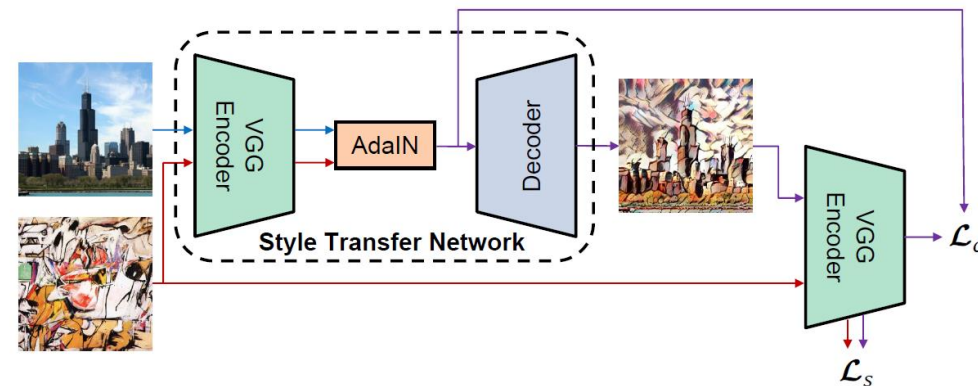 VGG
Encoder
AdaIN
Decoder
Style Transfer Network
VGG
Encoder
ℒc
ℒs